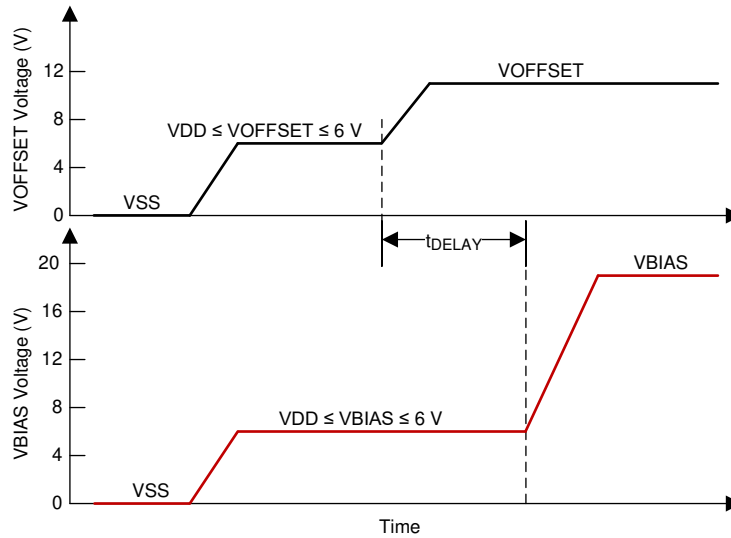 VOFFSET Voltage (V)
12
8
4
0
VOFFSET
VDD ≤ VOFFSET ≤ 6 V
VSS
tDELAY
VBIAS Voltage (V)
20
16
12
8
4
0
VBIAS
VDD ≤ VBIAS ≤ 6 V
VSS
Time